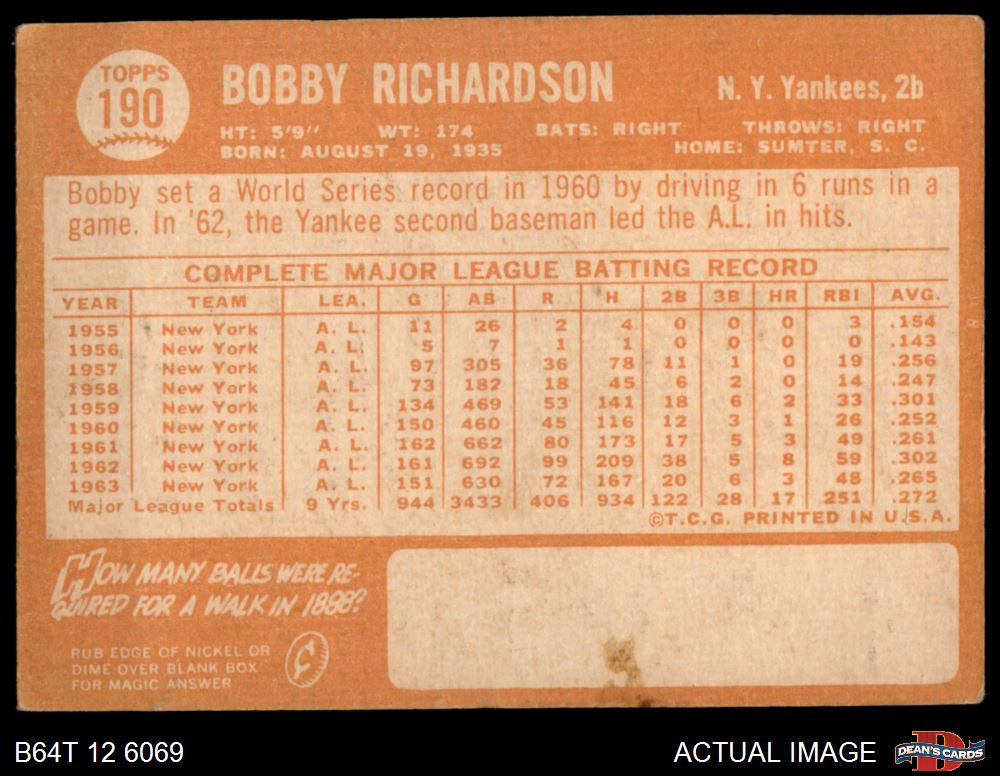 TOPPS
190
BOBBY RICHARDSON
N. Y. Yankees, 2b
HT: 5'9" WT: 174 BATS: RIGHT THROWS: RIGHT
BORN: AUGUST 19, 1935 HOME: SUMTER, S. C.
Bobby set a World Series record in 1960 by driving in 6 runs in a
game. In '62, the Yankee second baseman led the A.L. in hits.
COMPLETE MAJOR LEAGUE BATTING RECORD
YEAR TEAM LEA. G AB R H 2B 3B HR RBI AVG.
1955 New York A. L. 11 26 2 4 0 0 0 3 .154
1956 New York A. L. 5 7 1 1 0 0 0 0 .143
1957 New York A. L. 97 305 36 78 11 1 0 19 .256
1958 New York A. L. 73 182 18 45 6 2 0 14 .247
1959 New York A. L. 134 469 53 141 18 6 2 33 .301
1960 New York A. L. 150 460 45 116 12 3 1 26 .252
1961 New York A. L. 162 662 80 173 17 5 3 49 .261
1962 New York A. L. 161 692 99 209 38 5 8 59 .302
1963 New York A. L. 151 630 72 167 20 6 3 48 .265
Major League Totals 9 Yrs. 944 3433 406 934 122 28 17 251 .272
©T.C.G. PRINTED IN U.S.A.
HOW MANY BALLS WERE RE-
QUIRED FOR A WALK IN 1888?
RUB EDGE OF NICKEL OR
DIME OVER BLANK BOX
FOR MAGIC ANSWER
¢
B64T 12 6069
ACTUAL IMAGE
DEAN'S CARDS